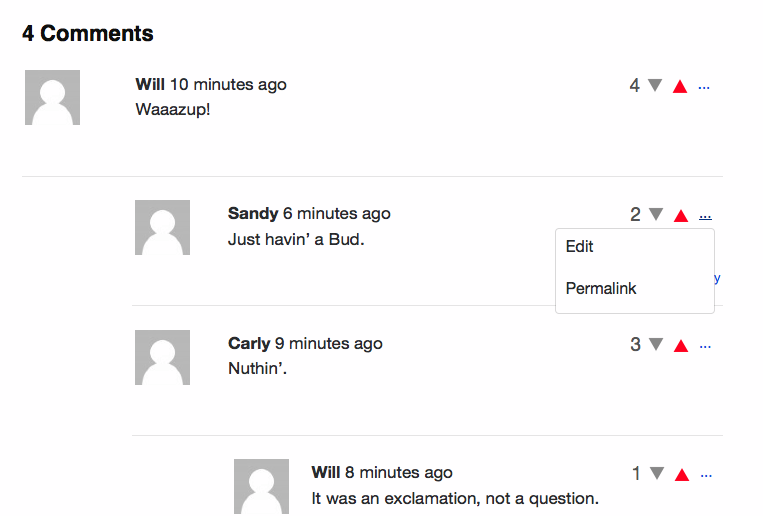 4 Comments
Will 10 minutes ago 4 ...
Waaazup!
Sandy 6 minutes ago 2 ...
Just havin’ a Bud.
Edit
y
Permalink
Carly 9 minutes ago 3 ...
Nuthin’.
Will 8 minutes ago 1 ...
It was an exclamation, not a question.